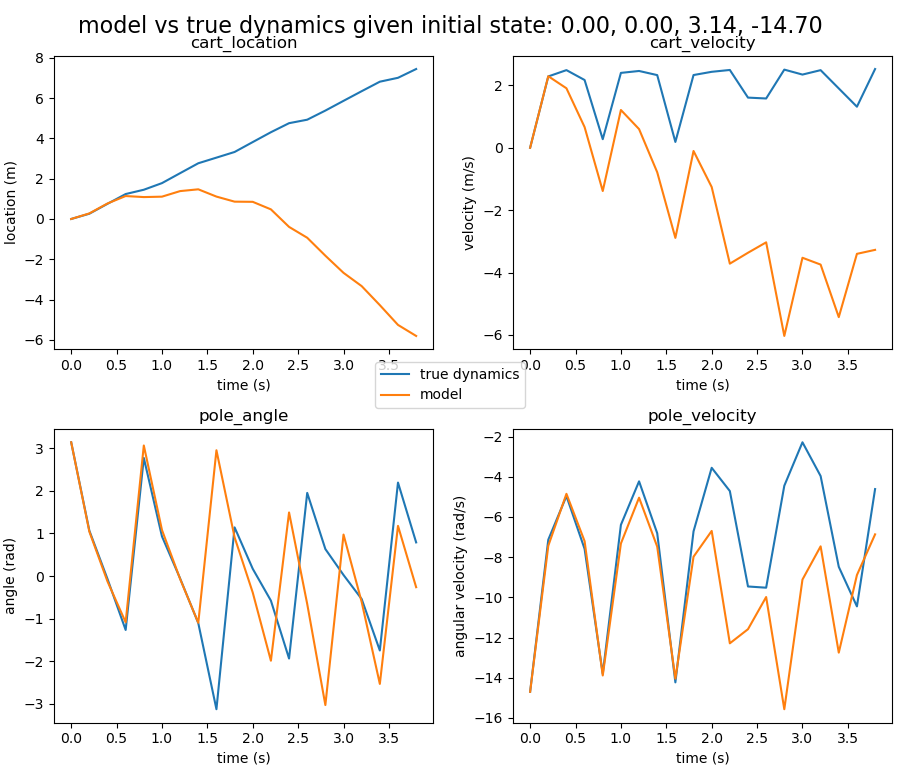 model vs true dynamics given initial state: 0.00, 0.00, 3.14, -14.70
cart_location
location (m)
8
6
4
2
0
−2
−4
−6
0.0 0.5 1.0 1.5 2.0 2.5 3.0 3.5
time (s)
cart_velocity
velocity (m/s)
2
0
−2
−4
−6
0.0 0.5 1.0 1.5 2.0 2.5 3.0 3.5
time (s)
true dynamics
model
pole_angle
angle (rad)
3
2
1
0
−1
−2
−3
0.0 0.5 1.0 1.5 2.0 2.5 3.0 3.5
time (s)
pole_velocity
angular velocity (rad/s)
−2
−4
−6
−8
−10
−12
−14
−16
0.0 0.5 1.0 1.5 2.0 2.5 3.0 3.5
time (s)